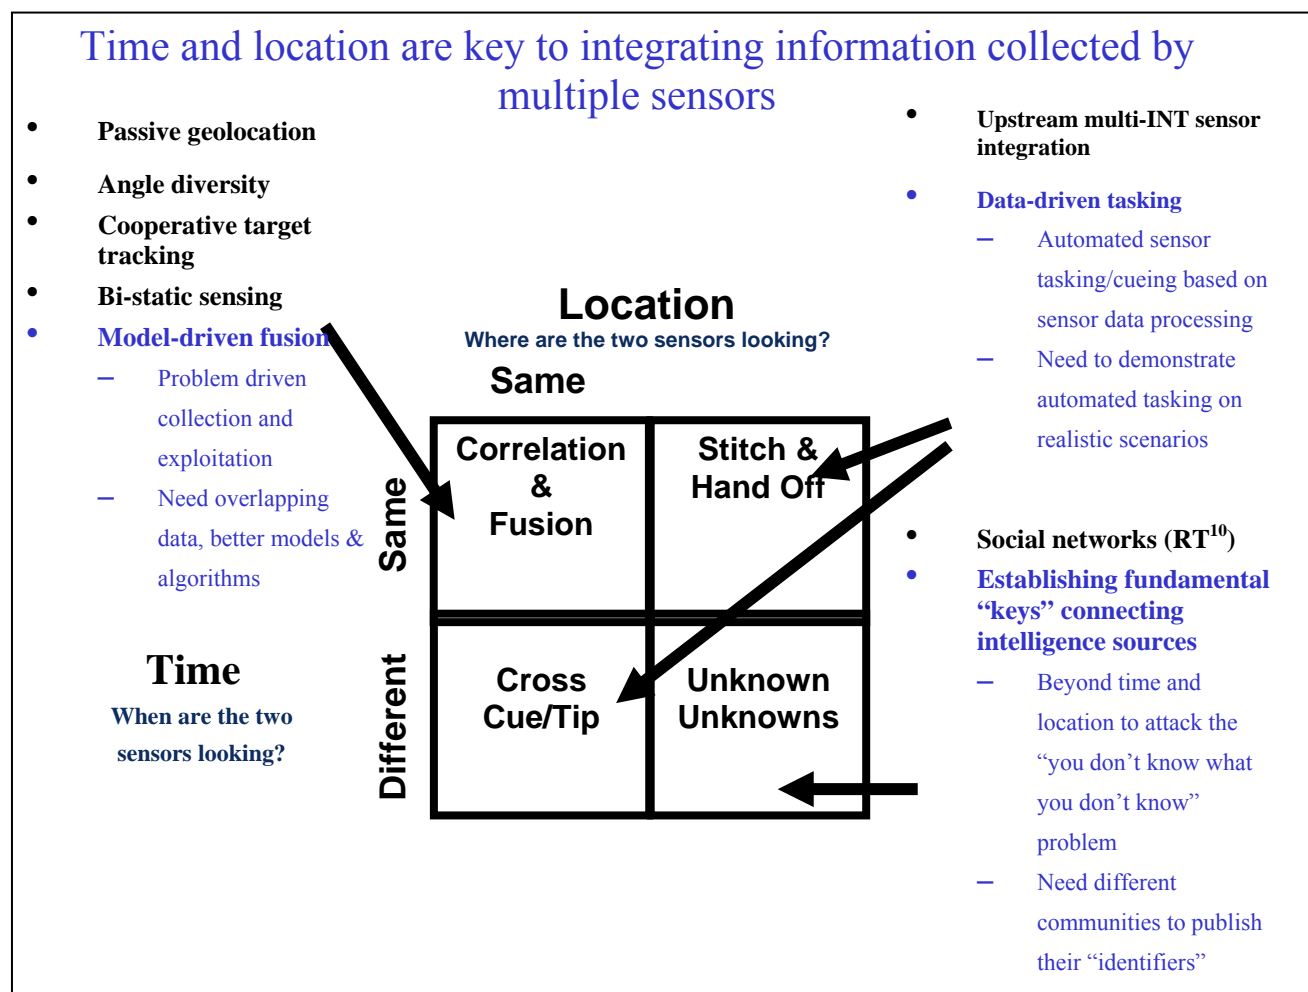 Time and location are key to integrating information collected by
multiple sensors
• Passive geolocation
• Angle diversity
• Cooperative target
tracking
• Bi-static sensing
• Model-driven fusion
– Problem driven
collection and
exploitation
– Need overlapping
data, better models &
algorithms
Time
When are the two
sensors looking?
Location
Where are the two sensors looking?
Same
Same
Different
Correlation
&
Fusion
Stitch &
Hand Off
Cross
Cue/Tip
Unknown
Unknowns
• Upstream multi-INT sensor
integration
• Data-driven tasking
– Automated sensor
tasking/cueing based on
sensor data processing
– Need to demonstrate
automated tasking on
realistic scenarios
• Social networks (RT¹⁰)
• Establishing fundamental
“keys” connecting
intelligence sources
– Beyond time and
location to attack the
“you don’t know what
you don’t know”
problem
– Need different
communities to publish
their “identifiers”